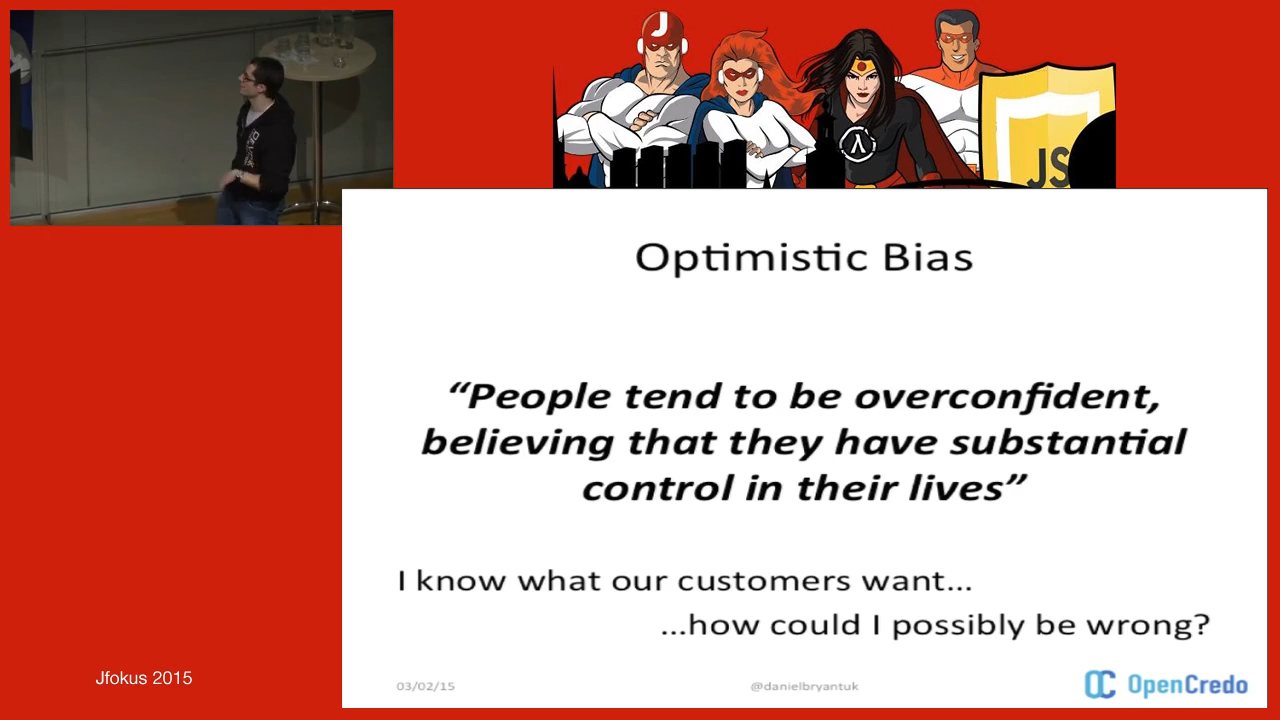 J
JS
Optimistic Bias
“People tend to be overconfident,
believing that they have substantial
control in their lives”
I know what our customers want...
...how could I possibly be wrong?
Jfokus 2015
03/02/15
@danielbryantuk
OpenCredo